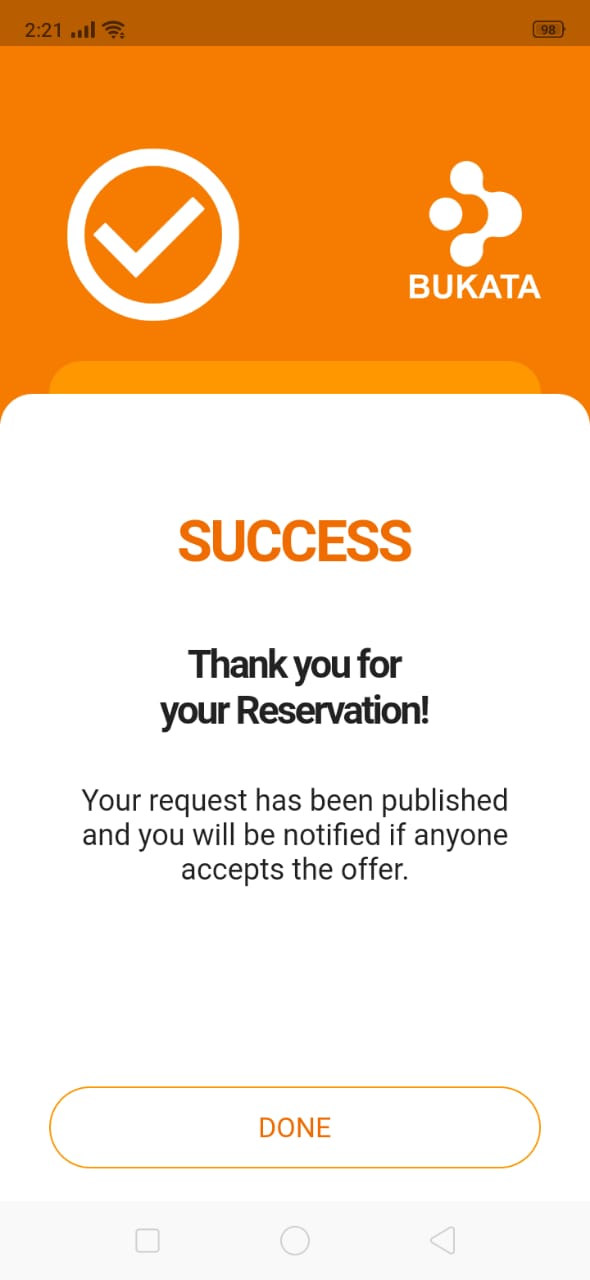 2:21
98
BUKATA
SUCCESS
Thank you for
your Reservation!
Your request has been published
and you will be notified if anyone
accepts the offer.
DONE